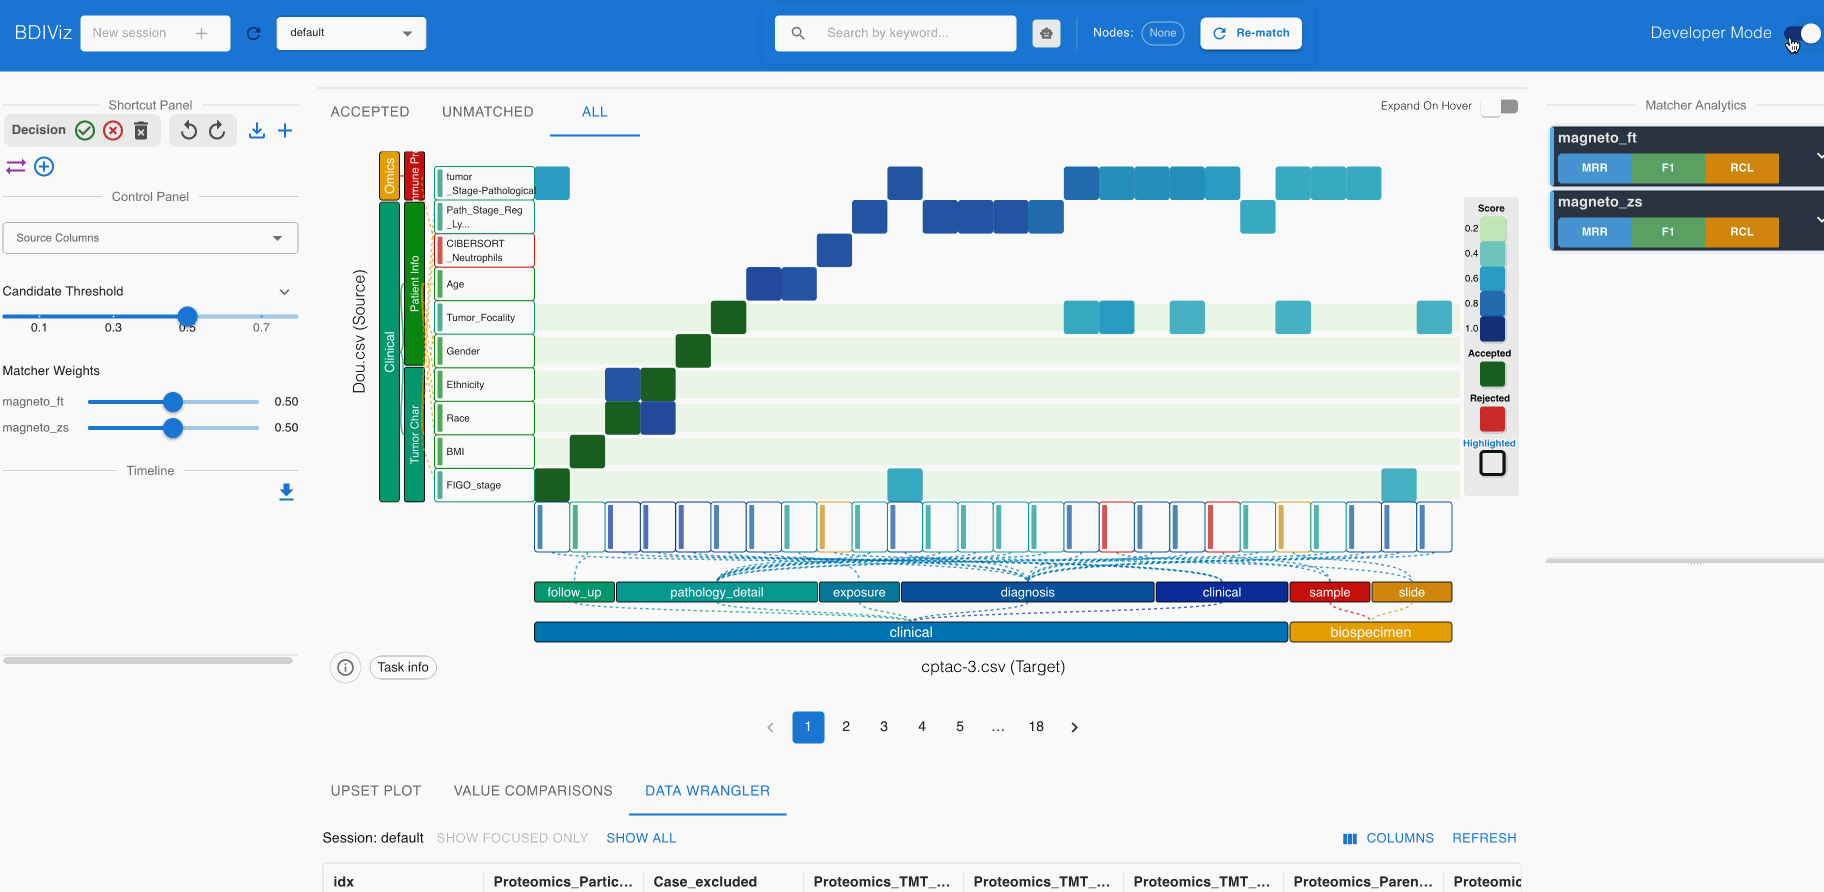 BDIViz
New session
default
Search by keyword...
Nodes: None
Re-match
Developer Mode
Shortcut Panel
Decision
Control Panel
Source Columns
Candidate Threshold
0.1 0.3 0.5 0.7
Matcher Weights
magneto_ft 0.50
magneto_zs 0.50
Timeline
ACCEPTED UNMATCHED ALL
Expand On Hover
Dou.csv (Source)
Omics
Clinical
Patient Info
Tumor Char
tumor
_Stage-Pathological
Path_Stage_Reg
_Ly...
CIBERSORT
_Neutrophils
Age
Tumor_Focality
Gender
Ethnicity
Race
BMI
FIGO_stage
Score
0.2
0.4
0.6
0.8
1.0
Accepted
Rejected
Highlighted
follow_up pathology_detail exposure diagnosis clinical sample slide
clinical biospecimen
Task info
cptac-3.csv (Target)
1 2 3 4 5 ... 18
UPSET PLOT VALUE COMPARISONS DATA WRANGLER
Session: default SHOW FOCUSED ONLY SHOW ALL
COLUMNS REFRESH
idx Proteomics_Partic... Case_excluded Proteomics_TMT_... Proteomics_TMT_... Proteomics_TMT_... Proteomics_Paren... Proteomic
Matcher Analytics
magneto_ft
MRR F1 RCL
magneto_zs
MRR F1 RCL